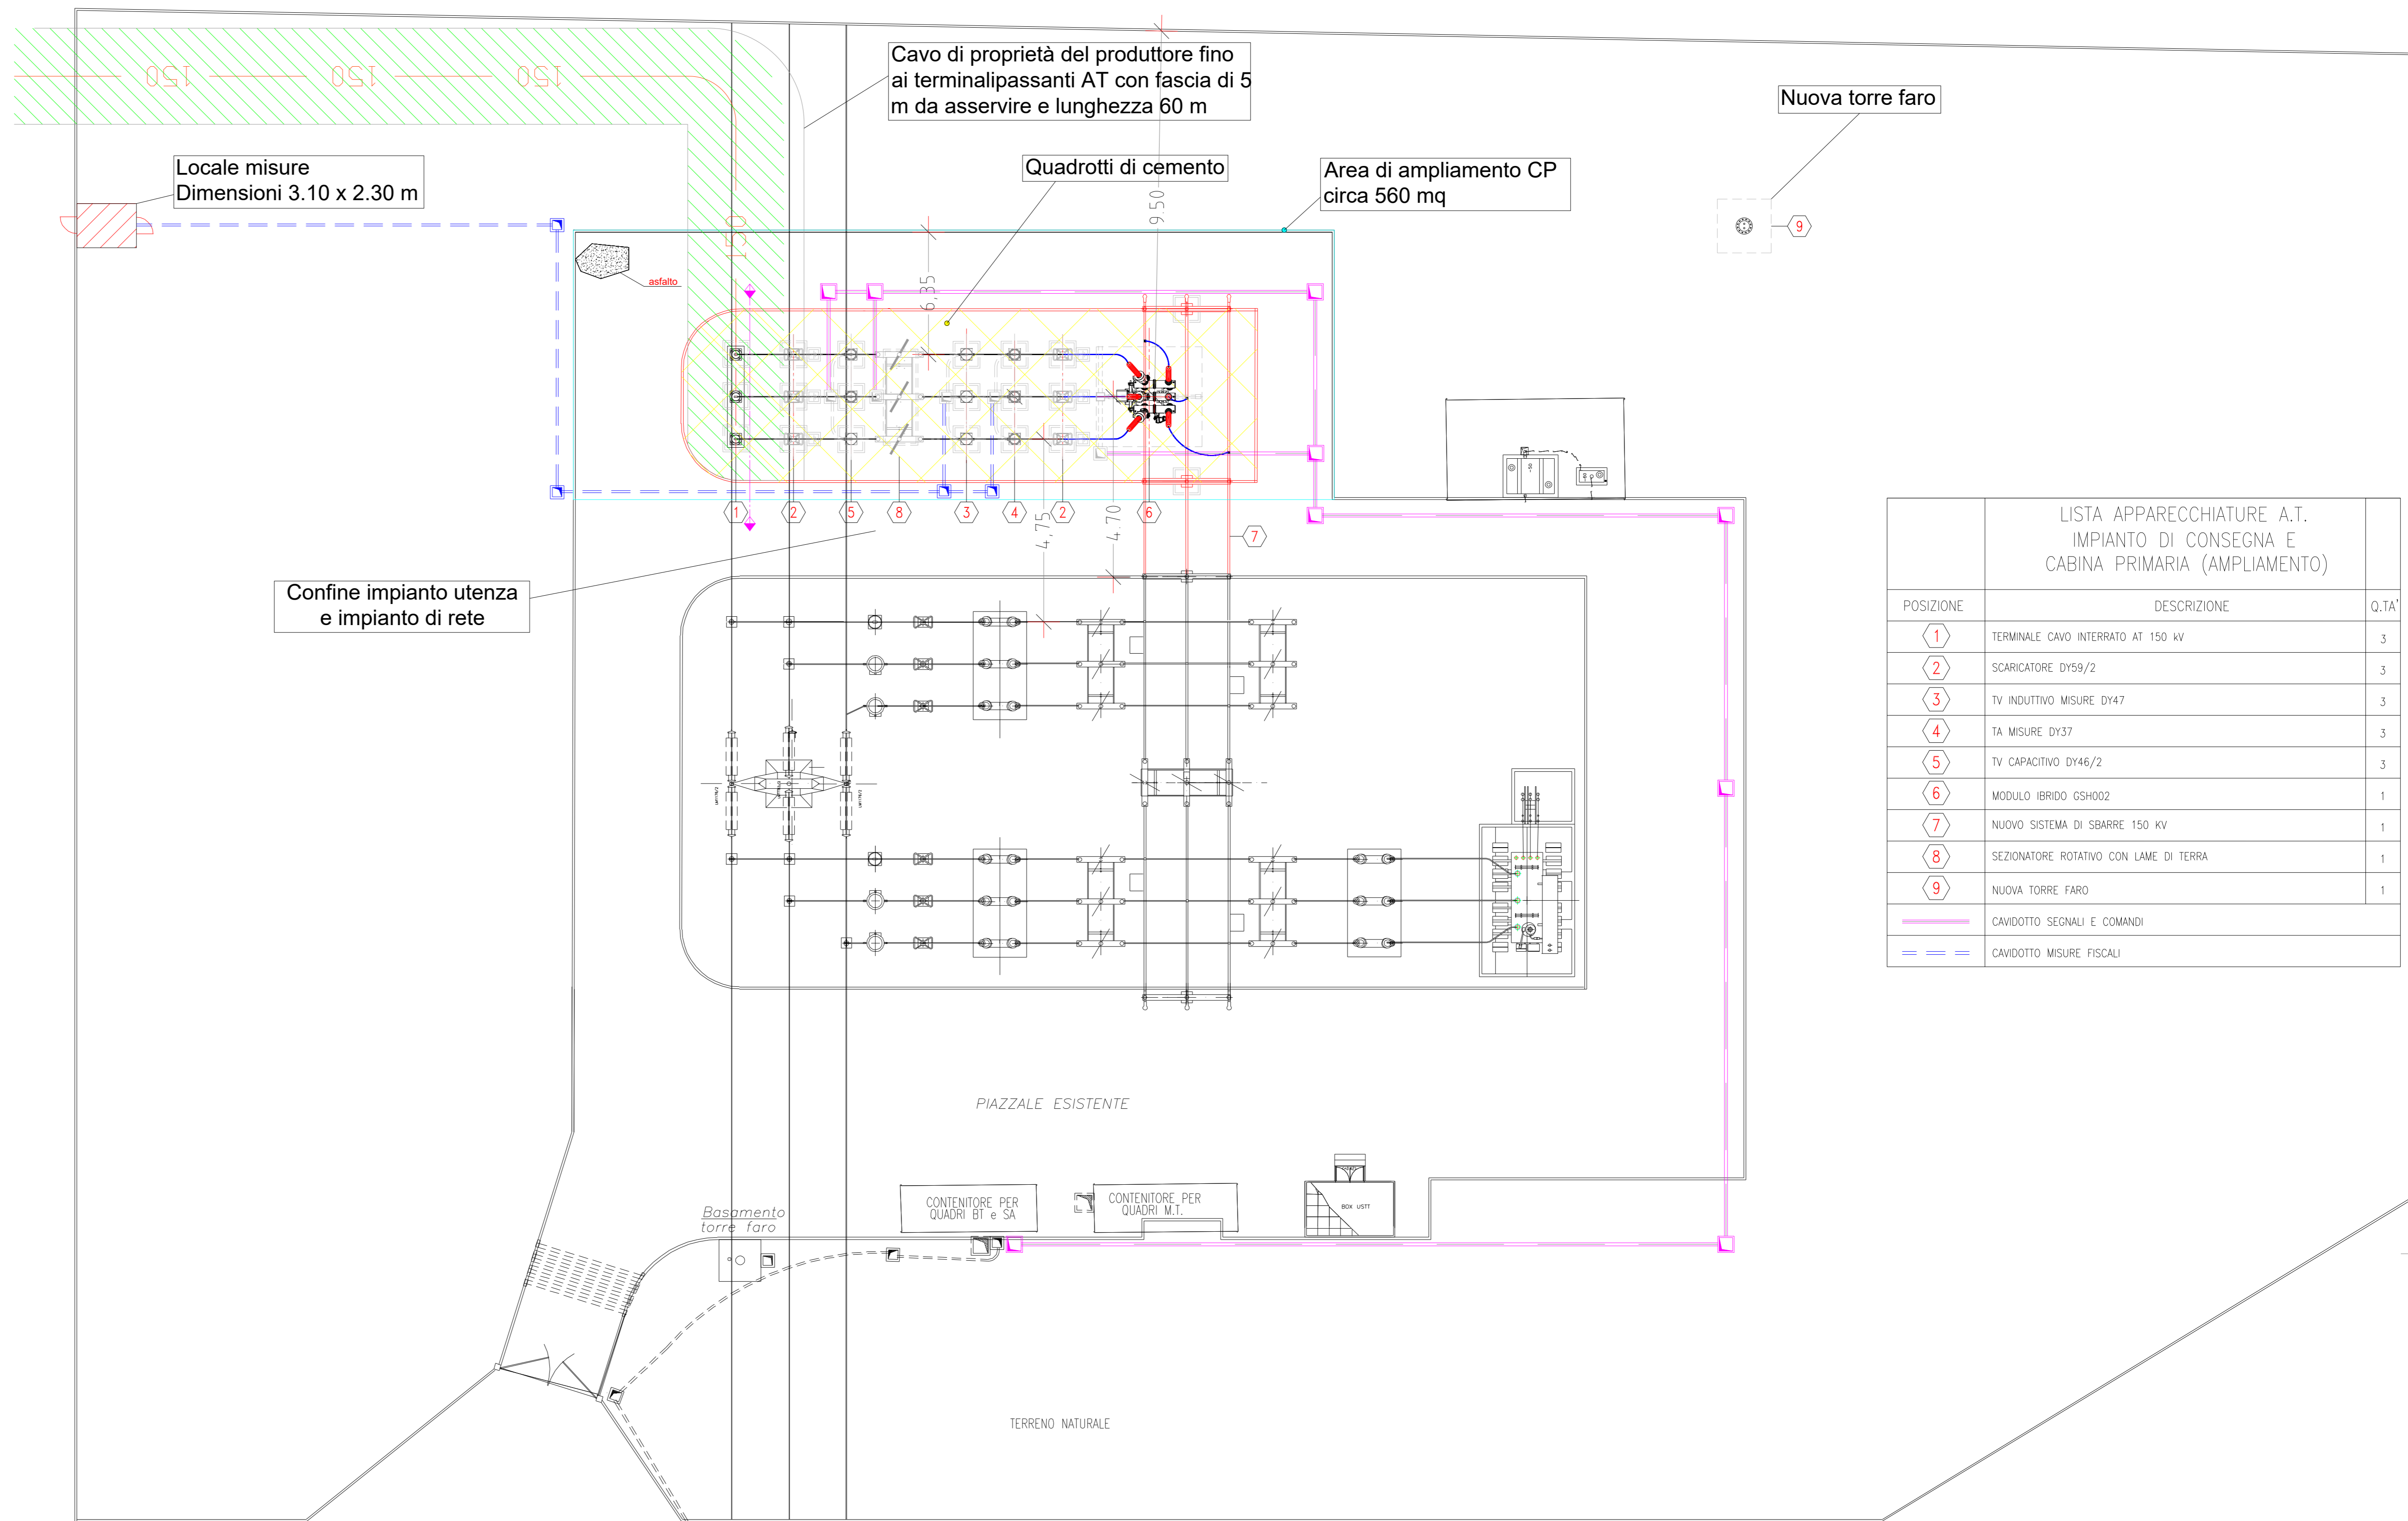 Cavo di proprietà del produttore fino
ai terminalipassanti AT con fascia di 5
m da asservire e lunghezza 60 m
150
150
150
150
9.50
Nuova torre faro
9
Locale misure
Dimensioni 3.10 x 2.30 m
Quadrotti di cemento
Area di ampliamento CP
circa 560 mq
asfalto
6,35
1
2
5
8
3
4
2
6
7
4,75
4,70
Confine impianto utenza
e impianto di rete
LISTA APPARECCHIATURE A.T.
IMPIANTO DI CONSEGNA E
CABINA PRIMARIA (AMPLIAMENTO)
POSIZIONE DESCRIZIONE Q.TA'
1 TERMINALE CAVO INTERRATO AT 150 kV 3
2 SCARICATORE DY59/2 3
3 TV INDUTTIVO MISURE DY47 3
4 TA MISURE DY37 3
5 TV CAPACITIVO DY46/2 3
6 MODULO IBRIDO GSH002 1
7 NUOVO SISTEMA DI SBARRE 150 KV 1
8 SEZIONATORE ROTATIVO CON LAME DI TERRA 1
9 NUOVA TORRE FARO 1
CAVIDOTTO SEGNALI E COMANDI
CAVIDOTTO MISURE FISCALI
PIAZZALE ESISTENTE
Basamento
torre faro
CONTENITORE PER
QUADRI BT e SA
CONTENITORE PER
QUADRI M.T.
BOX USTT
TERRENO NATURALE